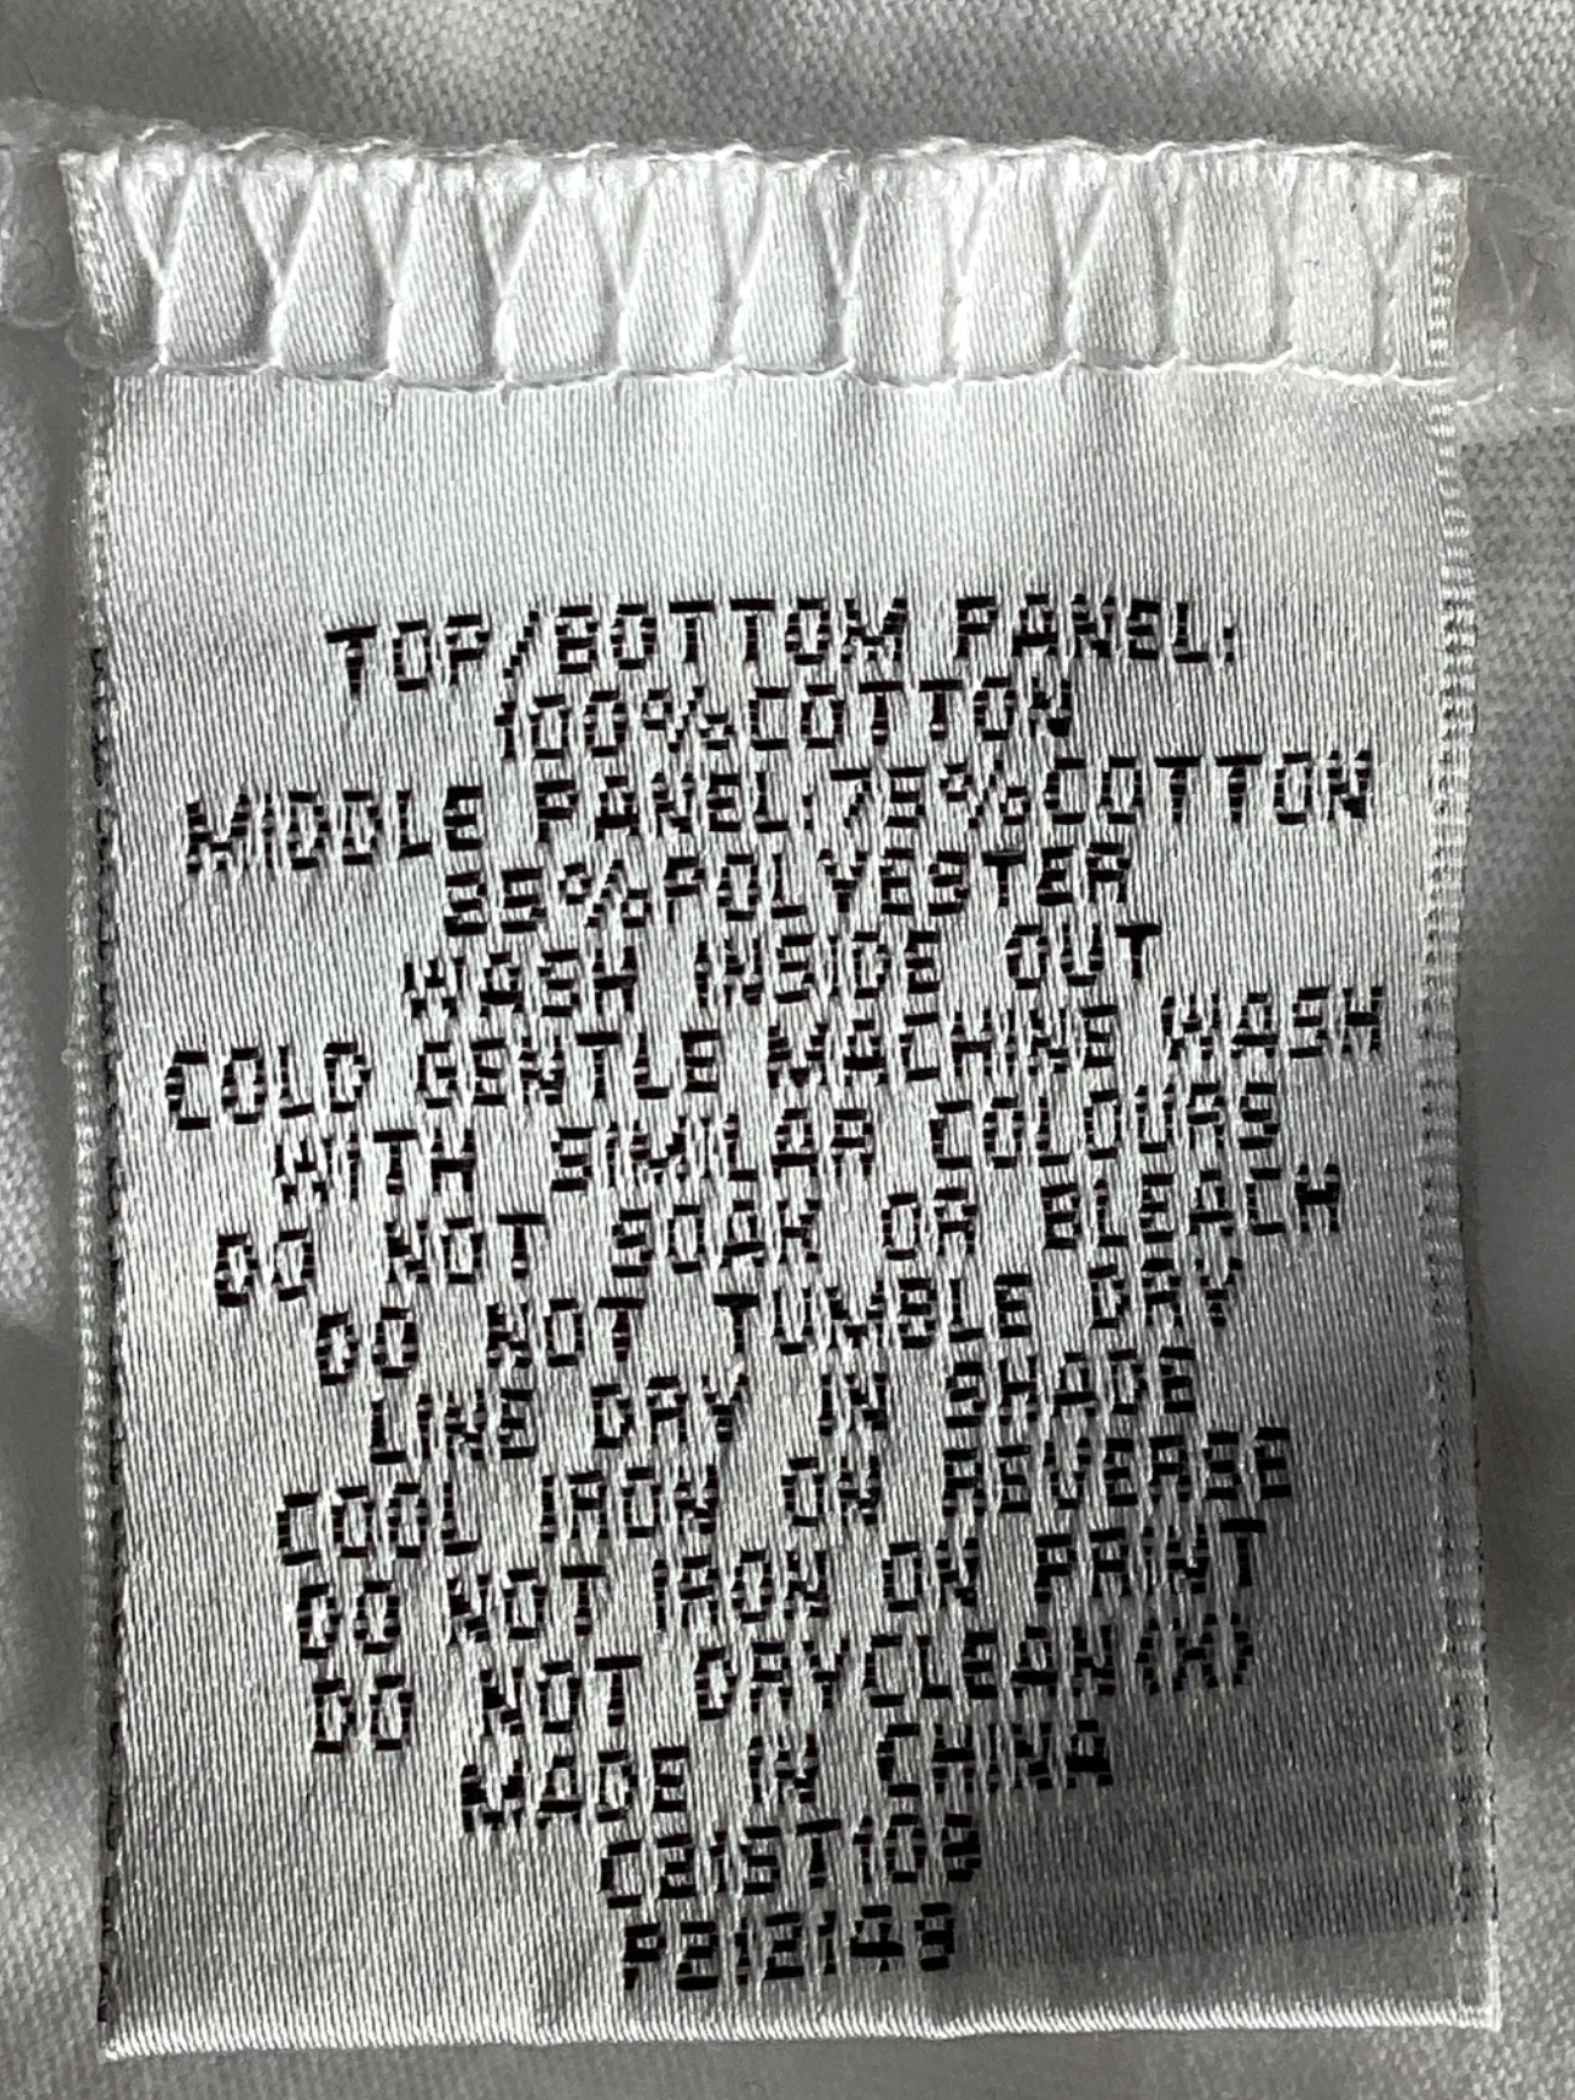 TOP/BOTTOM PANEL:
100%COTTON
MIDDLE PANEL:75%COTTON
25%POLYESTER
WASH INSIDE OUT
COLD GENTLE MACHINE WASH
WITH SIMILAR COLOURS
DO NOT SOAK OR BLEACH
DO NOT TUMBLE DRY
LINE DRY IN SHADE
COOL IRON ON REVERSE
DO NOT IRON ON PRINT
DO NOT DRYCLEAN(H)
MADE IN CHINA